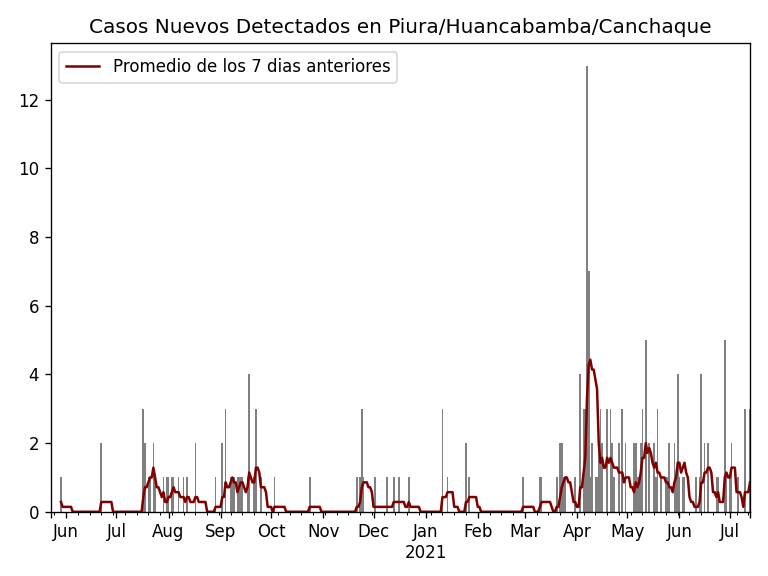 Casos Nuevos Detectados en Piura/Huancabamba/Canchaque
Promedio de los 7 dias anteriores
12
10
8
6
4
2
0
Jun Jul Aug Sep Oct Nov Dec Jan Feb Mar Apr May Jun Jul
2021